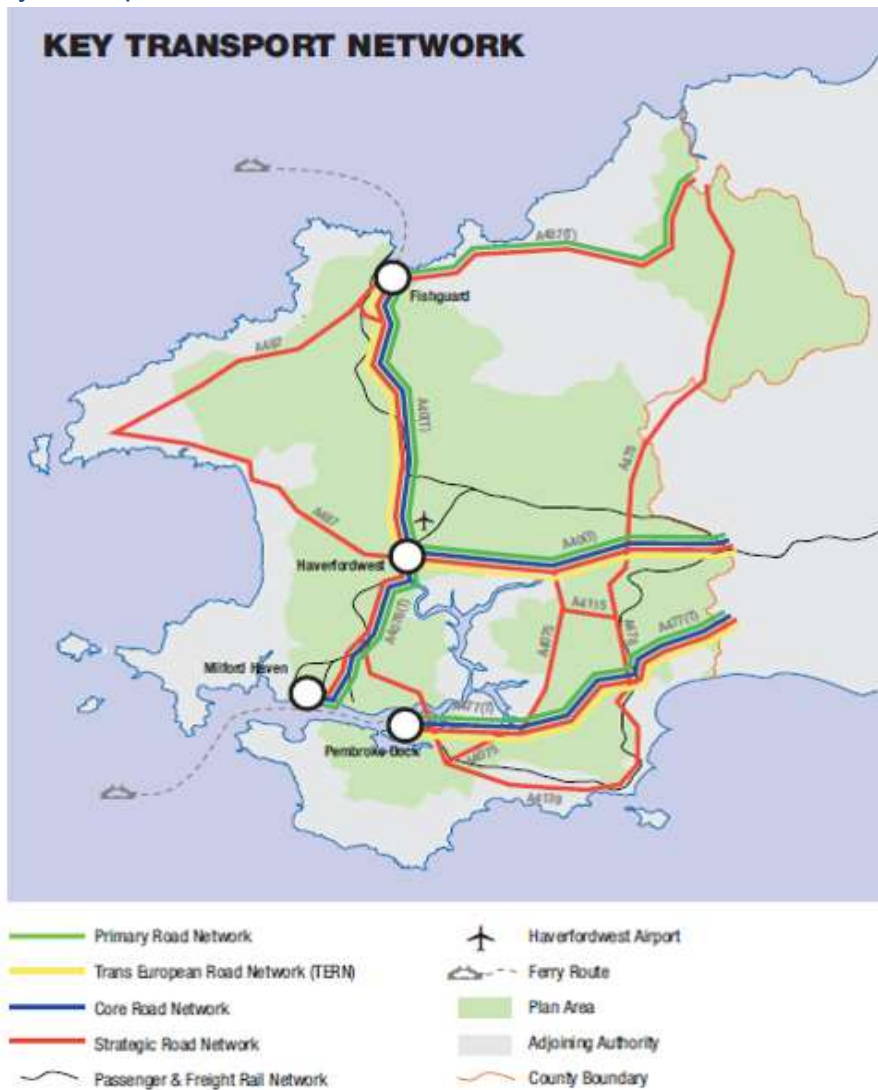 KEY TRANSPORT NETWORK
A487(T)
Fishguard
A487
A40(T)
A478
A487
Haverfordwest
A40(T)
A4076(T)
A4115
A4075
A478
A477(T)
Milford Haven
A477(T)
Pembroke Dock
A4075
A4139
Primary Road Network
Trans European Road Network (TERN)
Core Road Network
Strategic Road Network
Passenger & Freight Rail Network
Haverfordwest Airport
Ferry Route
Plan Area
Adjoining Authority
County Boundary